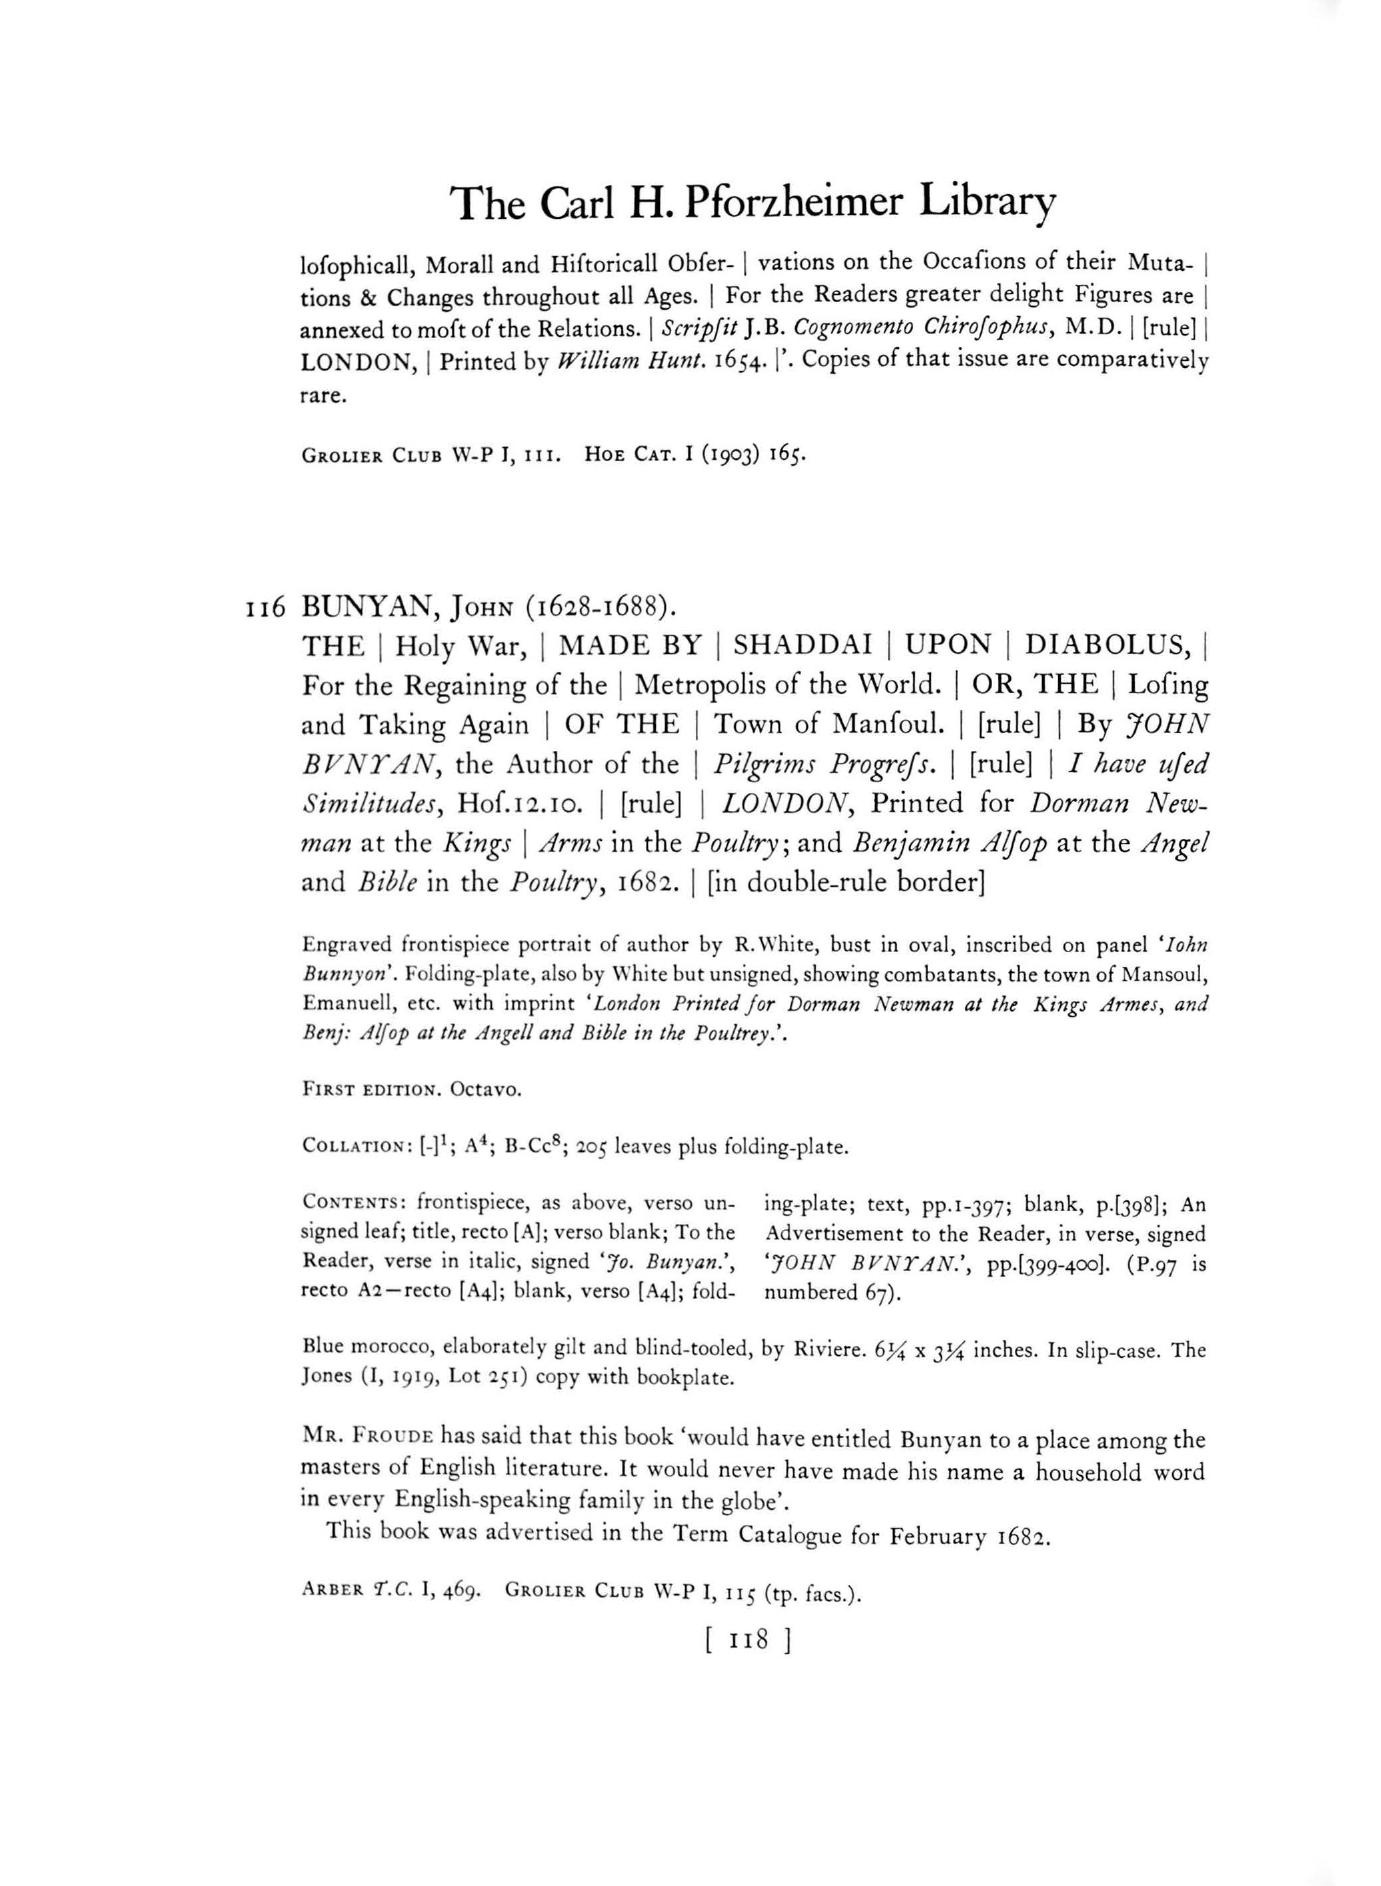 The Carl H. Pforzheimer Library
loſophicall, Morall and Hiſtoricall Obſer- | vations on the Occaſions of their Muta- |
tions & Changes throughout all Ages. | For the Readers greater delight Figures are |
annexed to moſt of the Relations. | Scripſit J.B. Cognomento Chiroſophus, M.D. | [rule] |
LONDON, | Printed by William Hunt. 1654. |’. Copies of that issue are comparatively
rare.
GROLIER CLUB W-P I, 111. HOE CAT. I (1903) 165.
116 BUNYAN, JOHN (1628-1688).
THE | Holy War, | MADE BY | SHADDAI | UPON | DIABOLUS, |
For the Regaining of the | Metropolis of the World. | OR, THE | Loſing
and Taking Again | OF THE | Town of Manſoul. | [rule] | By JOHN
BVNYAN, the Author of the | Pilgrims Progreſs. | [rule] | I have uſed
Similitudes, Hoſ.12.10. | [rule] | LONDON, Printed for Dorman New-
man at the Kings | Arms in the Poultry; and Benjamin Alſop at the Angel
and Bible in the Poultry, 1682. | [in double-rule border]
Engraved frontispiece portrait of author by R.White, bust in oval, inscribed on panel ‘Iohn
Bunnyon’. Folding-plate, also by White but unsigned, showing combatants, the town of Mansoul,
Emanuell, etc. with imprint ‘London Printed for Dorman Newman at the Kings Armes, and
Benj: Alſop at the Angell and Bible in the Poultrey.’.
FIRST EDITION. Octavo.
COLLATION: [-]¹; A⁴; B-Cc⁸; 205 leaves plus folding-plate.
CONTENTS: frontispiece, as above, verso un-
signed leaf; title, recto [A]; verso blank; To the
Reader, verse in italic, signed ‘Jo. Bunyan.’,
recto A2—recto [A4]; blank, verso [A4]; fold-
ing-plate; text, pp.1-397; blank, p.[398]; An
Advertisement to the Reader, in verse, signed
‘JOHN BVNYAN.’, pp.[399-400]. (P.97 is
numbered 67).
Blue morocco, elaborately gilt and blind-tooled, by Riviere. 6¼ x 3¼ inches. In slip-case. The
Jones (I, 1919, Lot 251) copy with bookplate.
MR. FROUDE has said that this book ‘would have entitled Bunyan to a place among the
masters of English literature. It would never have made his name a household word
in every English-speaking family in the globe’.
This book was advertised in the Term Catalogue for February 1682.
ARBER T.C. I, 469. GROLIER CLUB W-P I, 115 (tp. facs.).
[ 118 ]